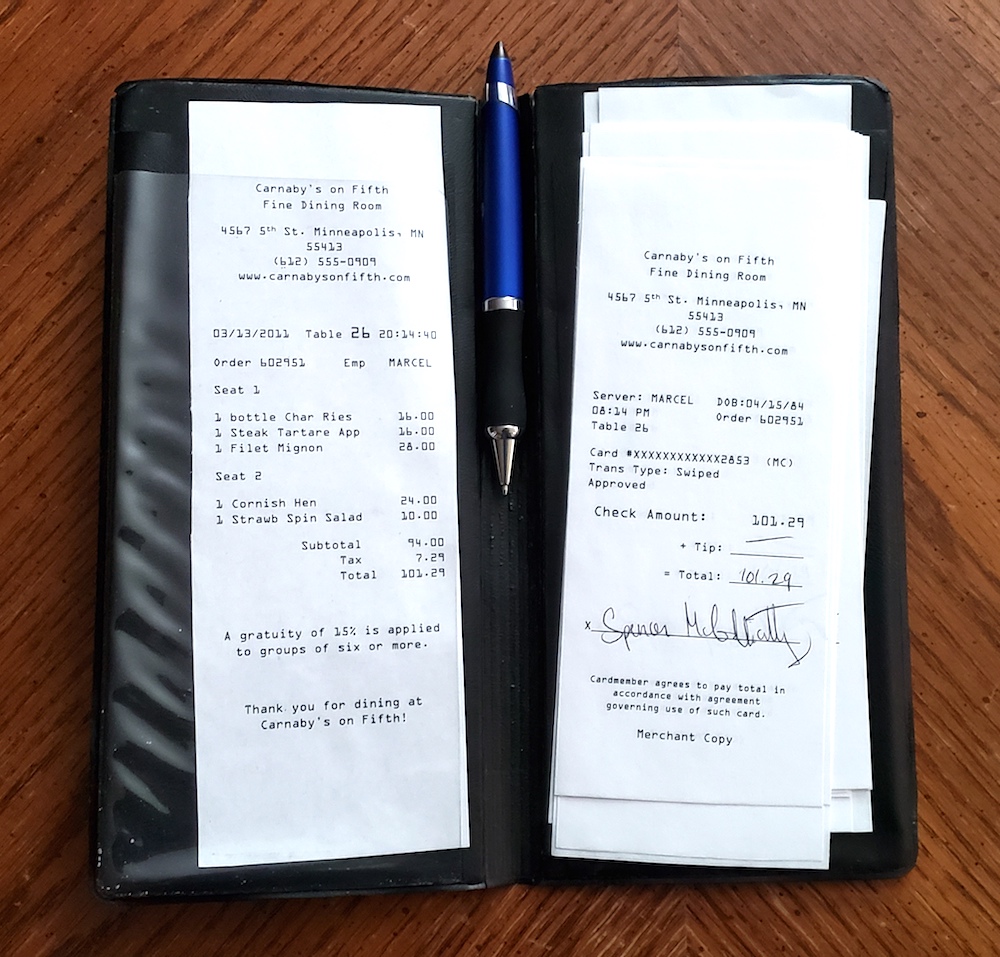 Carnaby's on Fifth
Fine Dining Room
4567 5th St. Minneapolis, MN
55413
(612) 555-0909
www.carnabysonfifth.com
03/13/2011 Table 26 20:14:40
Order 602951 Emp MARCEL
Seat 1
1 bottle Char Ries 16.00
1 Steak Tartare App 16.00
1 Filet Mignon 28.00
Seat 2
1 Cornish Hen 24.00
1 Strawb Spin Salad 10.00
Subtotal 94.00
Tax 7.29
Total 101.29
A gratuity of 15% is applied
to groups of six or more.
Thank you for dining at
Carnaby's on Fifth!
Carnaby's on Fifth
Fine Dining Room
4567 5th St. Minneapolis, MN
55413
(612) 555-0909
www.carnabysonfifth.com
Server: MARCEL DOB:04/15/84
08:14 PM Order 602951
Table 26
Card #XXXXXXXXXXXX2853 (MC)
Trans Type: Swiped
Approved
Check Amount: 101.29
+ Tip: —
= Total: 101.29
x Spencer
Cardmember agrees to pay total in
accordance with agreement
governing use of such card.
Merchant Copy